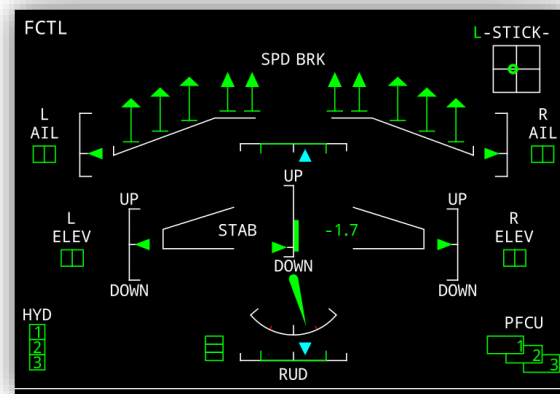 FCTL
L-STICK-
SPD BRK
L
AIL
R
AIL
UP
UP
UP
L
ELEV
STAB
-1.7
R
ELEV
DOWN
DOWN
DOWN
HYD
1
2
3
PFCU
1
2
3
RUD